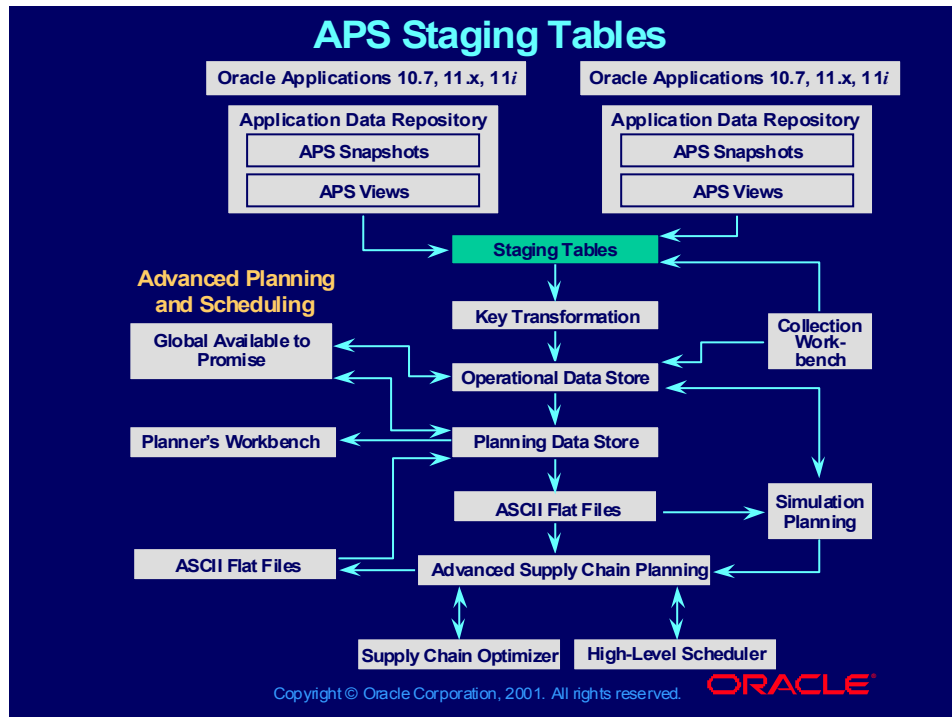 APS Staging Tables
Oracle Applications 10.7, 11.x, 11i
Oracle Applications 10.7, 11.x, 11i
Application Data Repository
APS Snapshots
APS Views
Application Data Repository
APS Snapshots
APS Views
Staging Tables
Advanced Planning
and Scheduling
Key Transformation
Collection
Work-
bench
Global Available to
Promise
Operational Data Store
Planner's Workbench
Planning Data Store
ASCII Flat Files
Simulation
Planning
ASCII Flat Files
Advanced Supply Chain Planning
Supply Chain Optimizer
High-Level Scheduler
Copyright © Oracle Corporation, 2001. All rights reserved.
ORACLE®